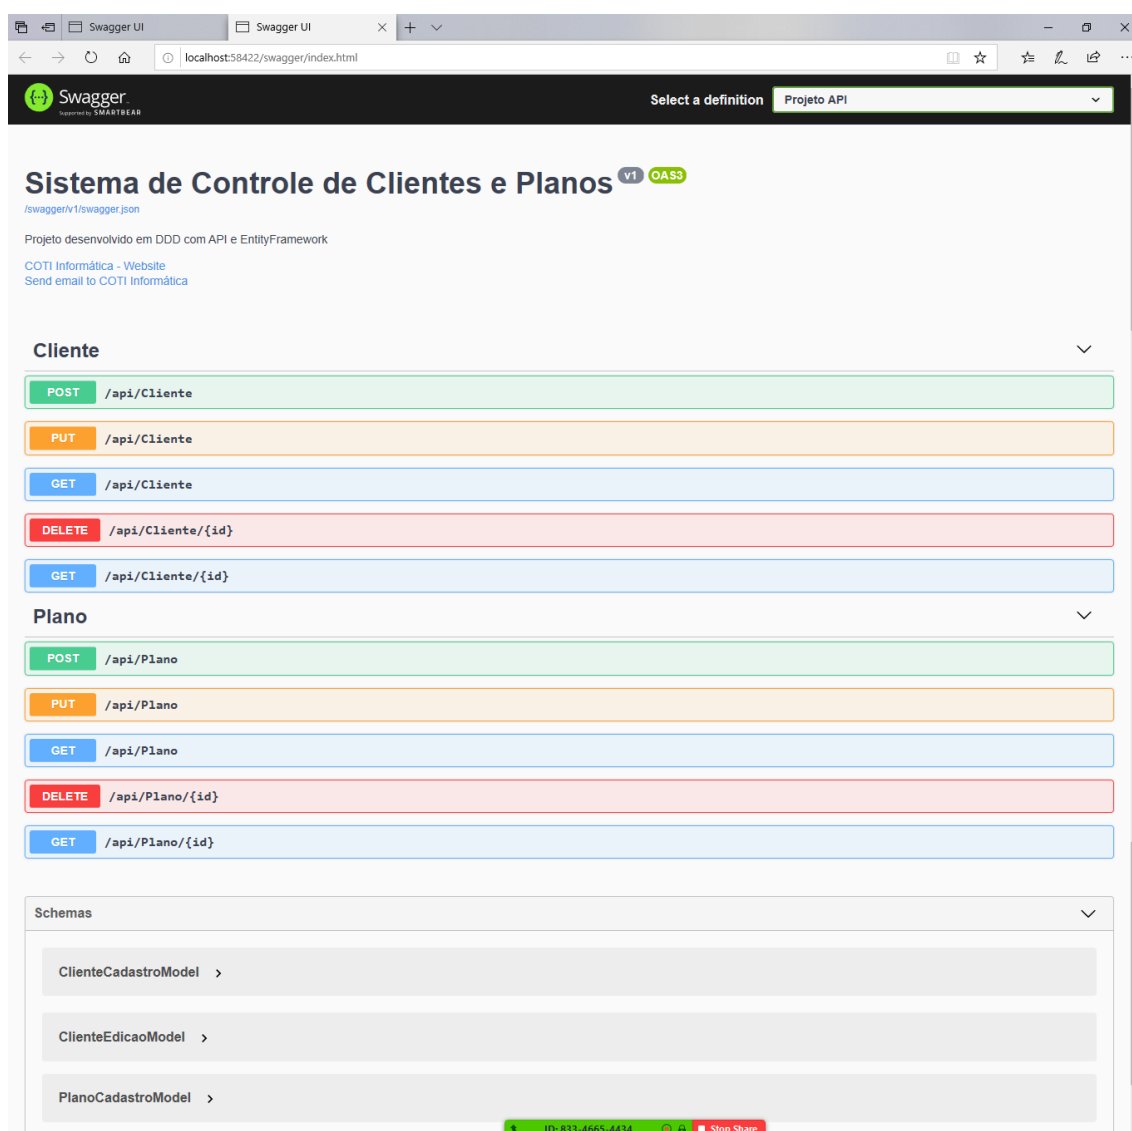 Swagger UI
Swagger UI
localhost:58422/swagger/index.html
Swagger
Supported by SMARTBEAR
Select a definition
Projeto API
Sistema de Controle de Clientes e Planos v1 OAS3
/swagger/v1/swagger.json
Projeto desenvolvido em DDD com API e EntityFramework
COTI Informática - Website
Send email to COTI Informática
Cliente
POST /api/Cliente
PUT /api/Cliente
GET /api/Cliente
DELETE /api/Cliente/{id}
GET /api/Cliente/{id}
Plano
POST /api/Plano
PUT /api/Plano
GET /api/Plano
DELETE /api/Plano/{id}
GET /api/Plano/{id}
Schemas
ClienteCadastroModel
ClienteEdicaoModel
PlanoCadastroModel
ID: 833-4665-4434 Stop Share